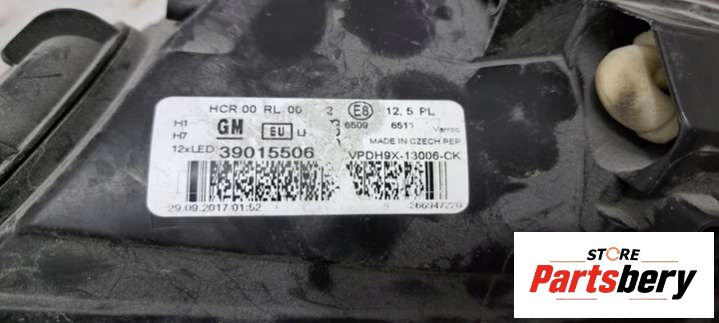 HCR 00 RL 00 2 E8 12.5 PL
H1 GM EU 6509 6511
H7 MADE IN CZECH REP
12xLED 39015506 VPDH9X-13006-CK
29.09.2017 01:52 266947220
STORE
Partsbery